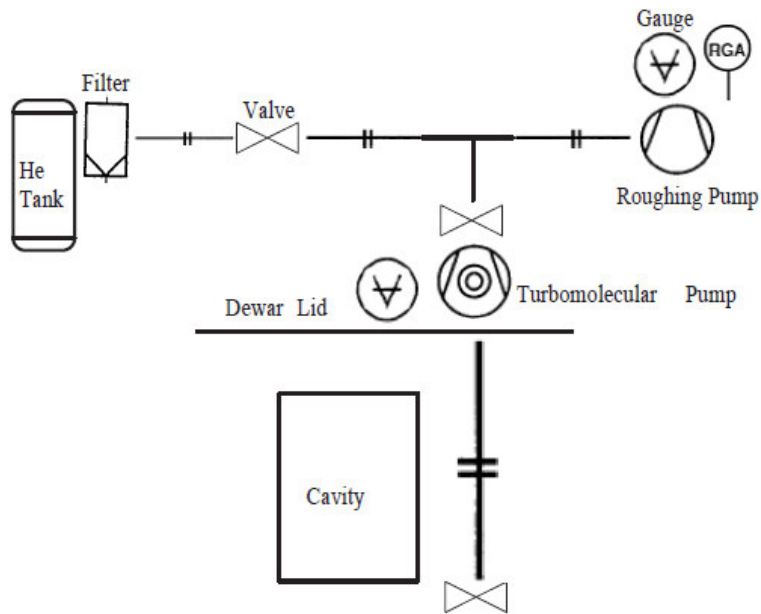 Gauge
RGA
Filter
Valve
He
Tank
Roughing Pump
Dewar Lid
Turbomolecular Pump
Cavity